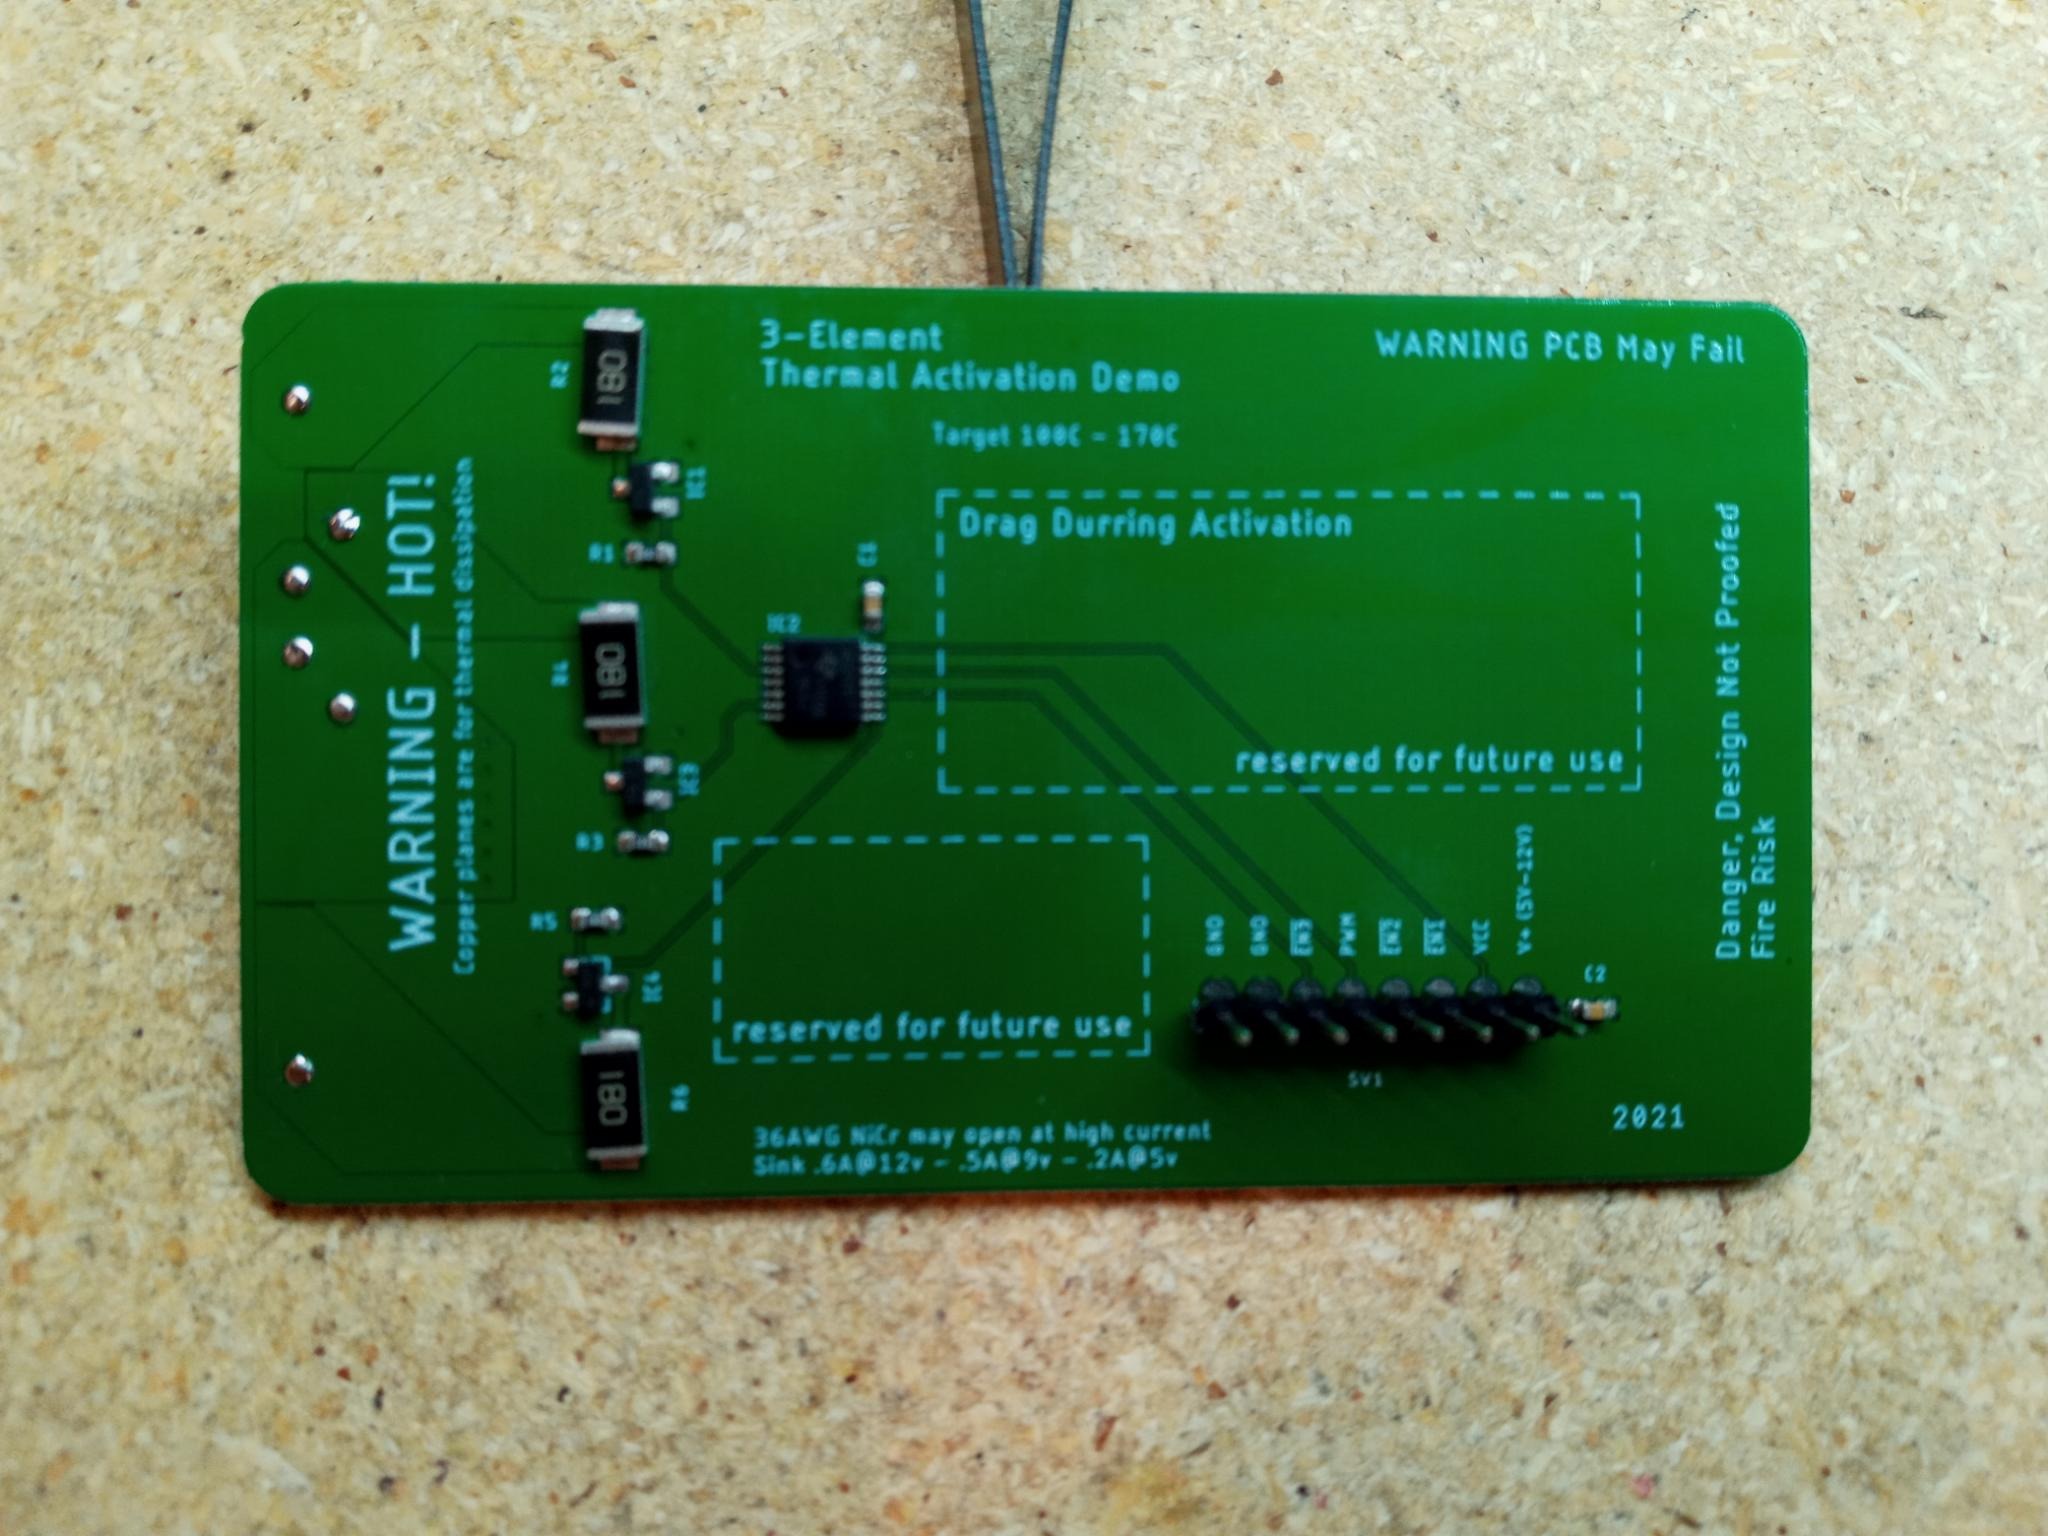 3-Element
Thermal Activation Demo
WARNING PCB May Fail
Target 100C - 170C
R2
180
IC1
R1
WARNING - HOT!
Copper planes are for thermal dissipation
Drag Durring Activation
reserved for future use
C1
IC2
R4
180
IC3
R3
R5
IC4
180
R6
reserved for future use
Danger, Design Not Proofed
Fire Risk
GND
GND
EN3
PWM
EN2
EN1
VCC
V+ (5V-12V)
C2
SV1
2021
36AWG NiCr may open at high current
Sink .6A@12v - .5A@9v - .2A@5v